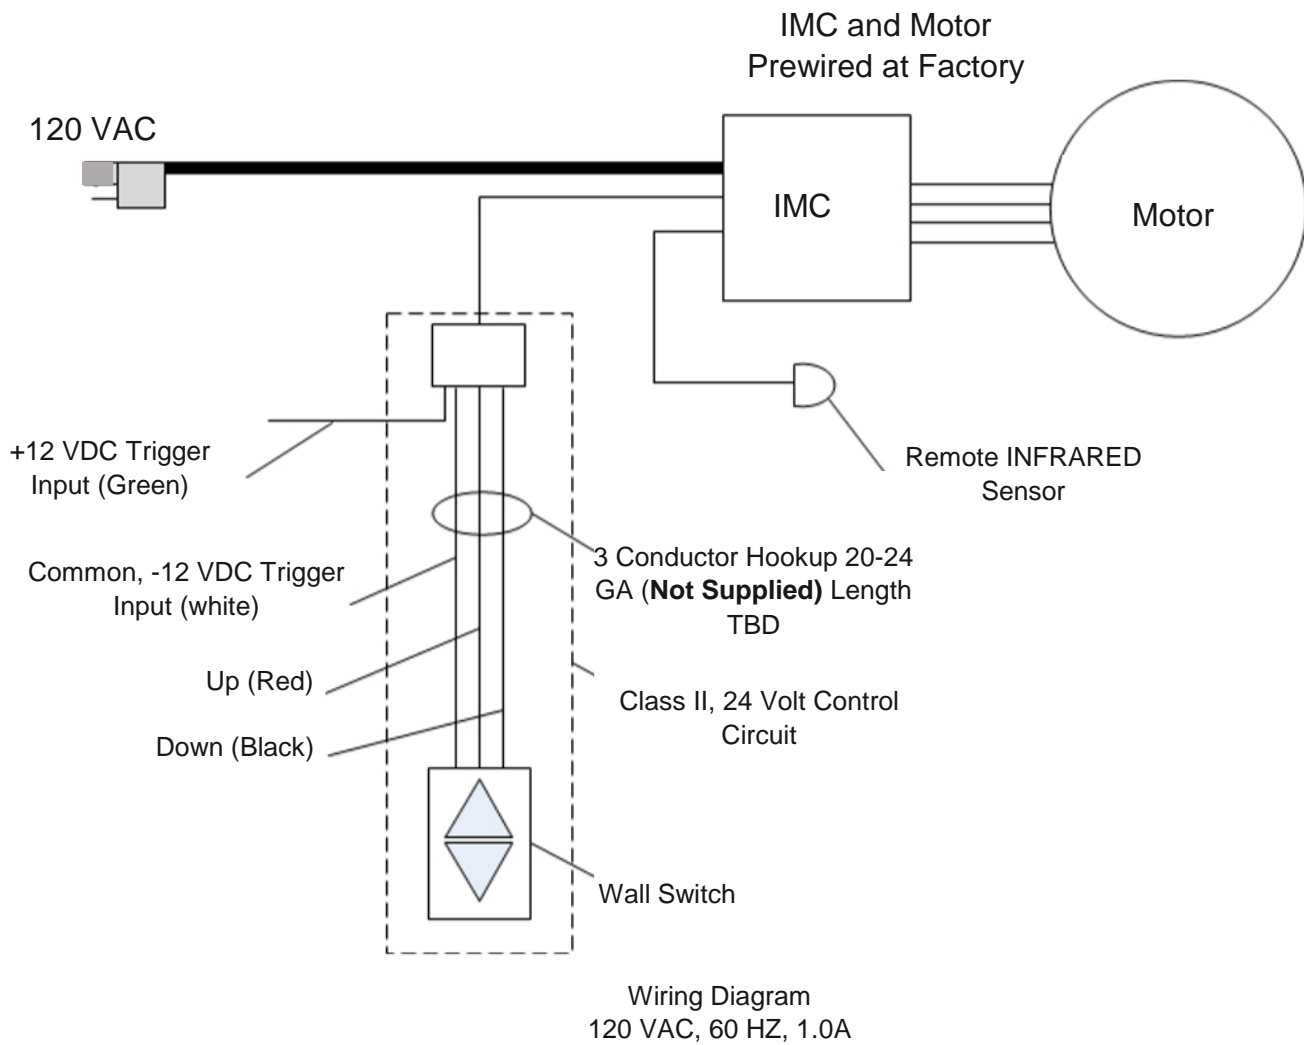 IMC and Motor
Prewired at Factory
120 VAC
IMC
Motor
+12 VDC Trigger
Input (Green)
Remote INFRARED
Sensor
Common, -12 VDC Trigger
Input (white)
3 Conductor Hookup 20-24
GA (Not Supplied) Length
TBD
Up (Red)
Class II, 24 Volt Control
Circuit
Down (Black)
Wall Switch
Wiring Diagram
120 VAC, 60 HZ, 1.0A